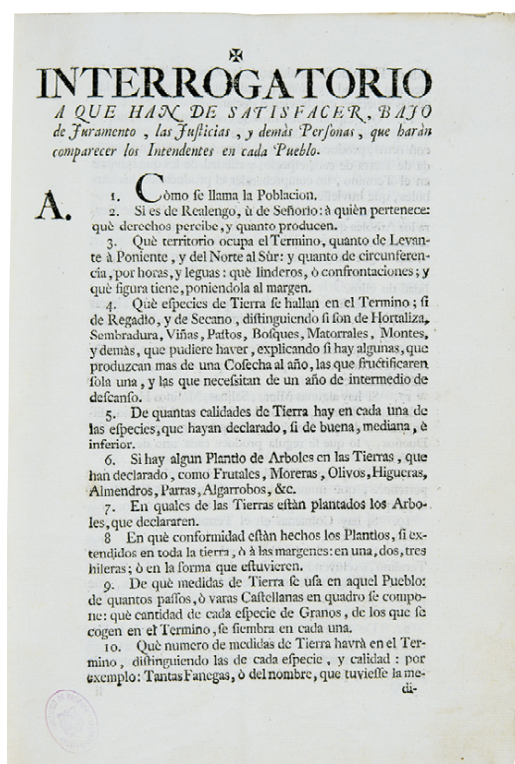 ✠
INTERROGATORIO
A QUE HAN DE SATISFACER, BAJO
de Juramento, las Juſticias, y demàs Perſonas, que haràn
comparecer los Intendentes en cada Pueblo.
A.
1. Còmo ſe llama la Poblacion.
2. Si es de Realengo, ù de Señorìo: à quièn pertenece:
què derechos percibe, y quanto producen.
3. Què territorio ocupa el Termino, quanto de Levan-
te à Poniente, y del Norte al Sùr: y quanto de circunferen-
cia, por horas, y leguas: què linderos, ò confrontaciones; y
què figura tiene, poniendola al margen.
4. Què eſpecies de Tierra ſe hallan en el Termino; ſi
de Regadìo, y de Secano, diſtinguiendo ſi ſon de Hortaliza,
Sembradura, Viñas, Paſtos, Boſques, Matorrales, Montes,
y demàs, que pudiere haver, explicando ſi hay algunas, que
produzcan mas de una Coſecha al año, las que fructificaren
ſola una, y las que neceſsitan de un año de intermedio de
deſcanſo.
5. De quantas calidades de Tierra hay en cada una de
las eſpecies, que hayan declarado, ſi de buena, mediana, è
inferior.
6. Si hay algun Plantìo de Arboles en las Tierras, que
han declarado, como Frutales, Moreras, Olivos, Higueras,
Almendros, Parras, Algarrobos, &c.
7. En quales de las Tierras eſtàn plantados los Arbo-
les, que declararen.
8 En què conformidad eſtàn hechos los Plantìos, ſi ex-
tendidos en toda la tierra, ò à las margenes: en una, dos, tres
hileras; ò en la forma que eſtuvieren.
9. De què medidas de Tierra ſe uſa en aquel Pueblo:
de quantos paſſos, ò varas Caſtellanas en quadro ſe compo-
ne: què cantidad de cada eſpecie de Granos, de los que ſe
cogen en el Termino, ſe ſiembra en cada una.
10. Què numero de medidas de Tierra havrà en el Ter-
mino, diſtinguiendo las de cada eſpecie, y calidad: por
exemplo: Tantas Fanegas, ò del nombre, que tuvieſſe la me-
di-